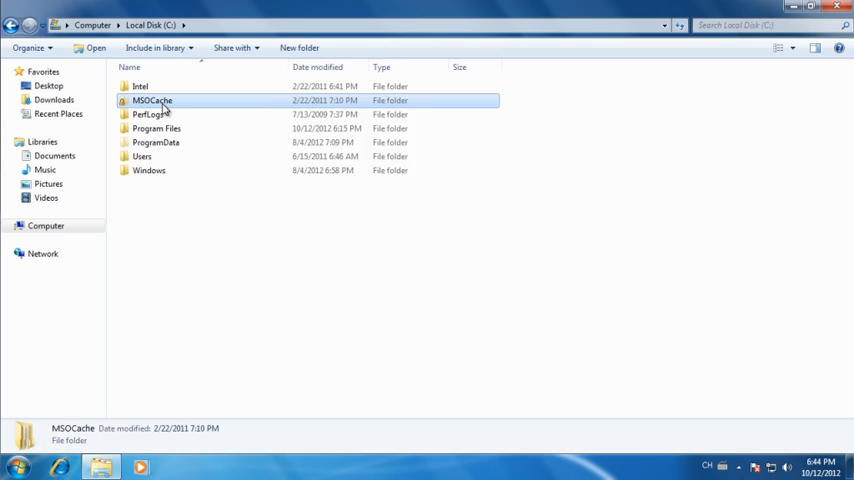 Computer Local Disk (C:) Search Local Disk (C:)
Organize Open Include in library Share with New folder
Name Date modified Type Size
Favorites
Desktop
Downloads
Recent Places
Libraries
Documents
Music
Pictures
Videos
Computer
Network
Intel 2/22/2011 6:41 PM File folder
MSOCache 2/22/2011 7:10 PM File folder
PerfLogs 7/13/2009 7:37 PM File folder
Program Files 10/12/2012 6:15 PM File folder
ProgramData 8/4/2012 7:09 PM File folder
Users 6/15/2011 6:46 AM File folder
Windows 8/4/2012 6:58 PM File folder
MSOCache Date modified: 2/22/2011 7:10 PM
File folder
CH 6:44 PM
10/12/2012